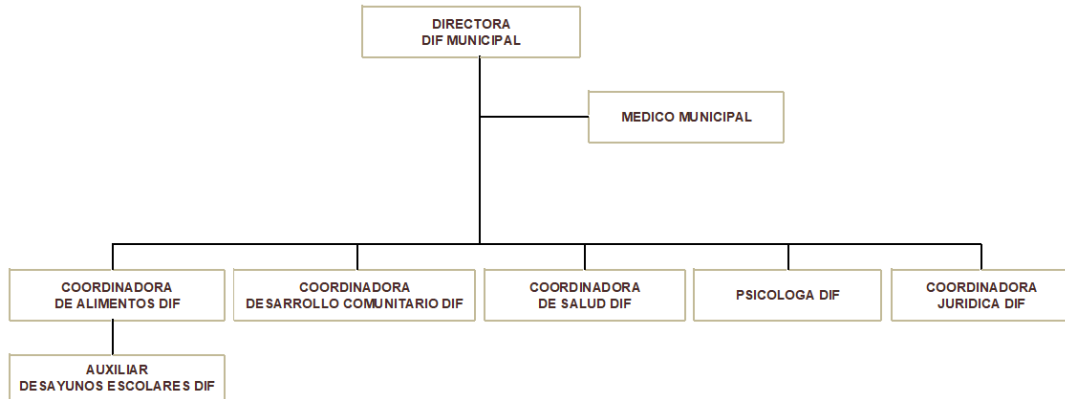 DIRECTORA
DIF MUNICIPAL
MEDICO MUNICIPAL
COORDINADORA
DE ALIMENTOS DIF
COORDINADORA
DESARROLLO COMUNITARIO DIF
COORDINADORA
DE SALUD DIF
PSICOLOGA DIF
COORDINADORA
JURIDICA DIF
AUXILIAR
DESAYUNOS ESCOLARES DIF